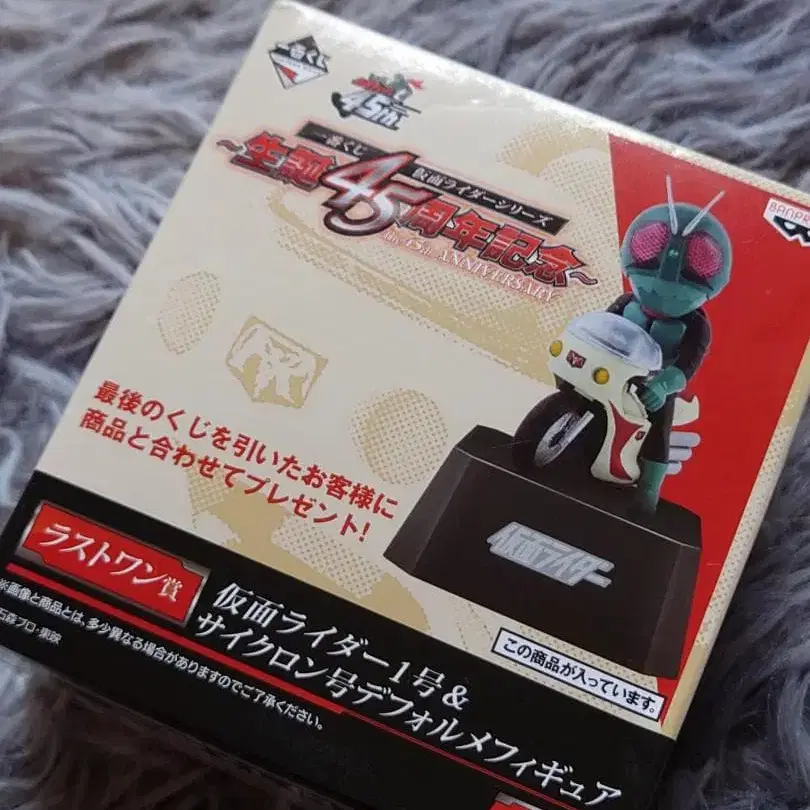 一番くじ
45th
BANPR
一番くじ 仮面ライダーシリーズ
～生誕45周年記念～
45th ANNIVERSARY
最後のくじを引いたお客様に
商品と合わせてプレゼント!
仮面ライダー
この商品が入っています。
ラストワン賞
仮面ライダー1号&
サイクロン号デフォルメフィギュア
※画像と商品とは、多少異なる場合がありますのでご了承ください。
石森プロ・東映